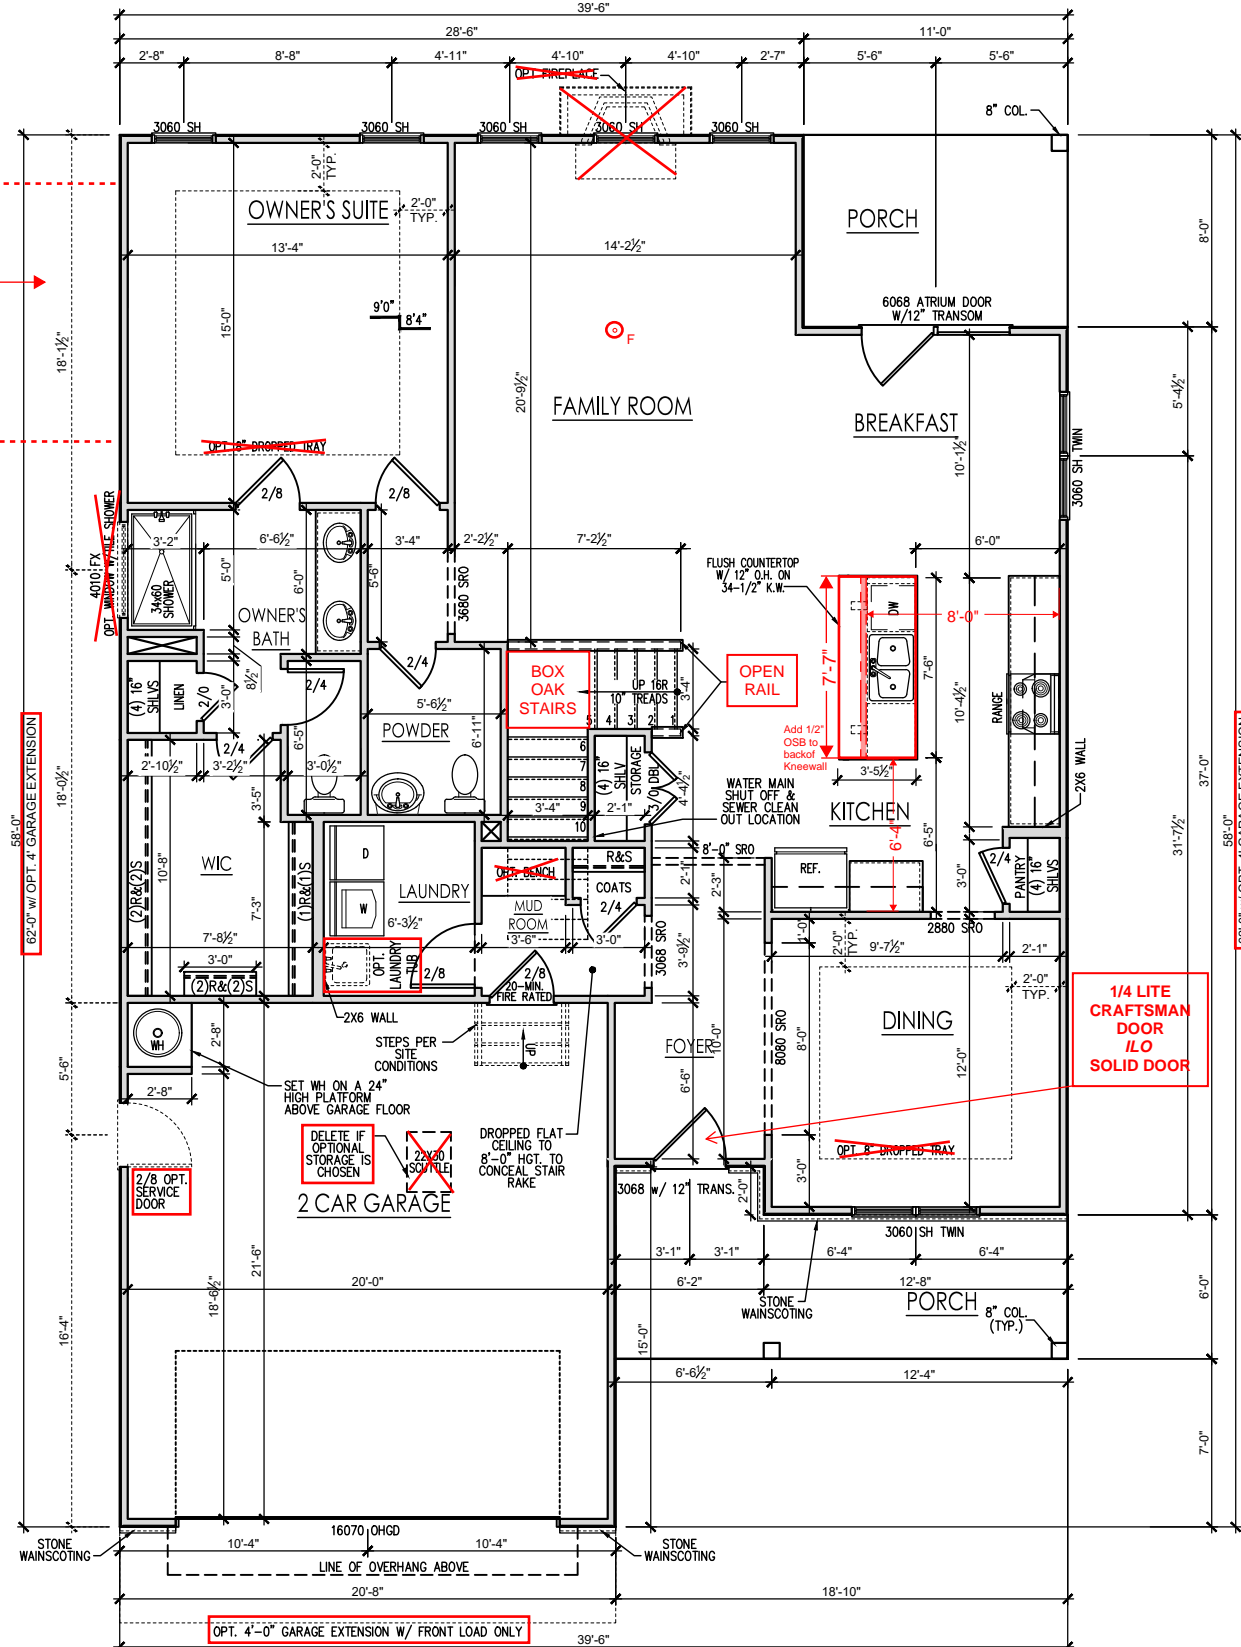 39'-6"
28'-6"
11'-0"
2'-8"
8'-8"
4'-11"
4'-10"
4'-10"
2'-7"
5'-6"
5'-6"
OPT FIREPLACE
8" COL.
3060 SH
3060 SH
3060 SH
3060 SH
3060 SH
2'-0"
TYP.
OWNER'S SUITE
2'-0"
TYP.
PORCH
8'-0"
13'-4"
14'-2½"
6068 ATRIUM DOOR
W/12" TRANSOM
9'0"
8'4"
15'-0"
18'-1½"
F
20'-9½"
5'-4½"
FAMILY ROOM
BREAKFAST
OPT. 8" DROPPED TRAY
10'-1½"
3060 SH TWIN
2/8
2/8
4010 FX
OPT WINDOW W/TILE SHOWER
3'-2"
6'-6½"
3'-4"
2'-2½"
7'-2½"
6'-0"
5'-0"
6'-0"
5'-6"
3680 SRO
34x60
SHOWER
FLUSH COUNTERTOP
W/ 12" O.H. ON
34-1/2" K.W.
DW
8'-0"
OWNER'S
BATH
7'-7"
7'-6"
10'-4½"
RANGE
8½"
2/4
2/4
BOX
OAK
STAIRS
UP 16R
10" TREADS
3'-4"
OPEN
RAIL
(4) 16"
SHLVS
LINEN
2/0
3'-0"
5'-6½"
5
4
3
2
1
POWDER
6'-11"
6'-5"
2/4
6
7
8
9
10
(4) 16"
SHLV
STORAGE
3/0 DBL
4'-4½"
Add 1/2"
OSB to
backof
Kneewall
2'-10½"
3'-2½"
3'-0½"
3'-5"
3'-4"
2'-1"
WATER MAIN
SHUT OFF &
SEWER CLEAN
OUT LOCATION
3'-5½"
KITCHEN
2X6 WALL
37'-0"
58'-0"
62'-0" w/ OPT. 4' GARAGE EXTENSION
18'-0½"
58'-0"
31'-7½"
6'-4"
6'-5"
WIC
10'-8"
(2)R&(2)S
(1)R&(1)S
7'-3"
D
W
LAUNDRY
6'-3½"
OPT. BENCH
R&S
COATS
2/4
8'-0" SRO
2'-1"
2'-3"
REF.
2/4
PANTRY
(4) 16"
SHLVS
3'-0"
MUD
ROOM
3'-6"
3'-0"
3068 SRO
3'-9½"
2880 SRO
1'-0"
2'-0"
TYP.
9'-7½"
2'-1"
7'-8½"
3'-0"
(2)R&(2)S
OPT.
LAUNDRY
TUB
2/8
2/8
20-MIN.
FIRE RATED
2'-0"
TYP.
2X6 WALL
STEPS PER
SITE
CONDITIONS
UP
FOYER
10'-0"
8080 SRO
8'-0"
DINING
12'-0"
1/4 LITE
CRAFTSMAN
DOOR
ILO
SOLID DOOR
WH
2'-8"
5'-6"
2'-8"
SET WH ON A 24"
HIGH PLATFORM
ABOVE GARAGE FLOOR
6'-6"
DELETE IF
OPTIONAL
STORAGE IS
CHOSEN
22X30
SCUTTLE
DROPPED FLAT
CEILING TO
8'-0" HGT. TO
CONCEAL STAIR
RAKE
OPT. 8" DROPPED TRAY
2/8 OPT.
SERVICE
DOOR
2 CAR GARAGE
3068 w/ 12" TRANS.
2'-0"
3'-0"
3060 SH TWIN
3'-1"
3'-1"
6'-4"
6'-4"
21'-6"
18'-6½"
20'-0"
6'-2"
12'-8"
STONE
WAINSCOTING
PORCH
8" COL.
(TYP.)
6'-0"
16'-4"
15'-0"
6'-6½"
12'-4"
7'-0"
16070 OHGD
STONE
WAINSCOTING
10'-4"
10'-4"
STONE
WAINSCOTING
LINE OF OVERHANG ABOVE
20'-8"
18'-10"
OPT. 4'-0" GARAGE EXTENSION W/ FRONT LOAD ONLY
39'-6"